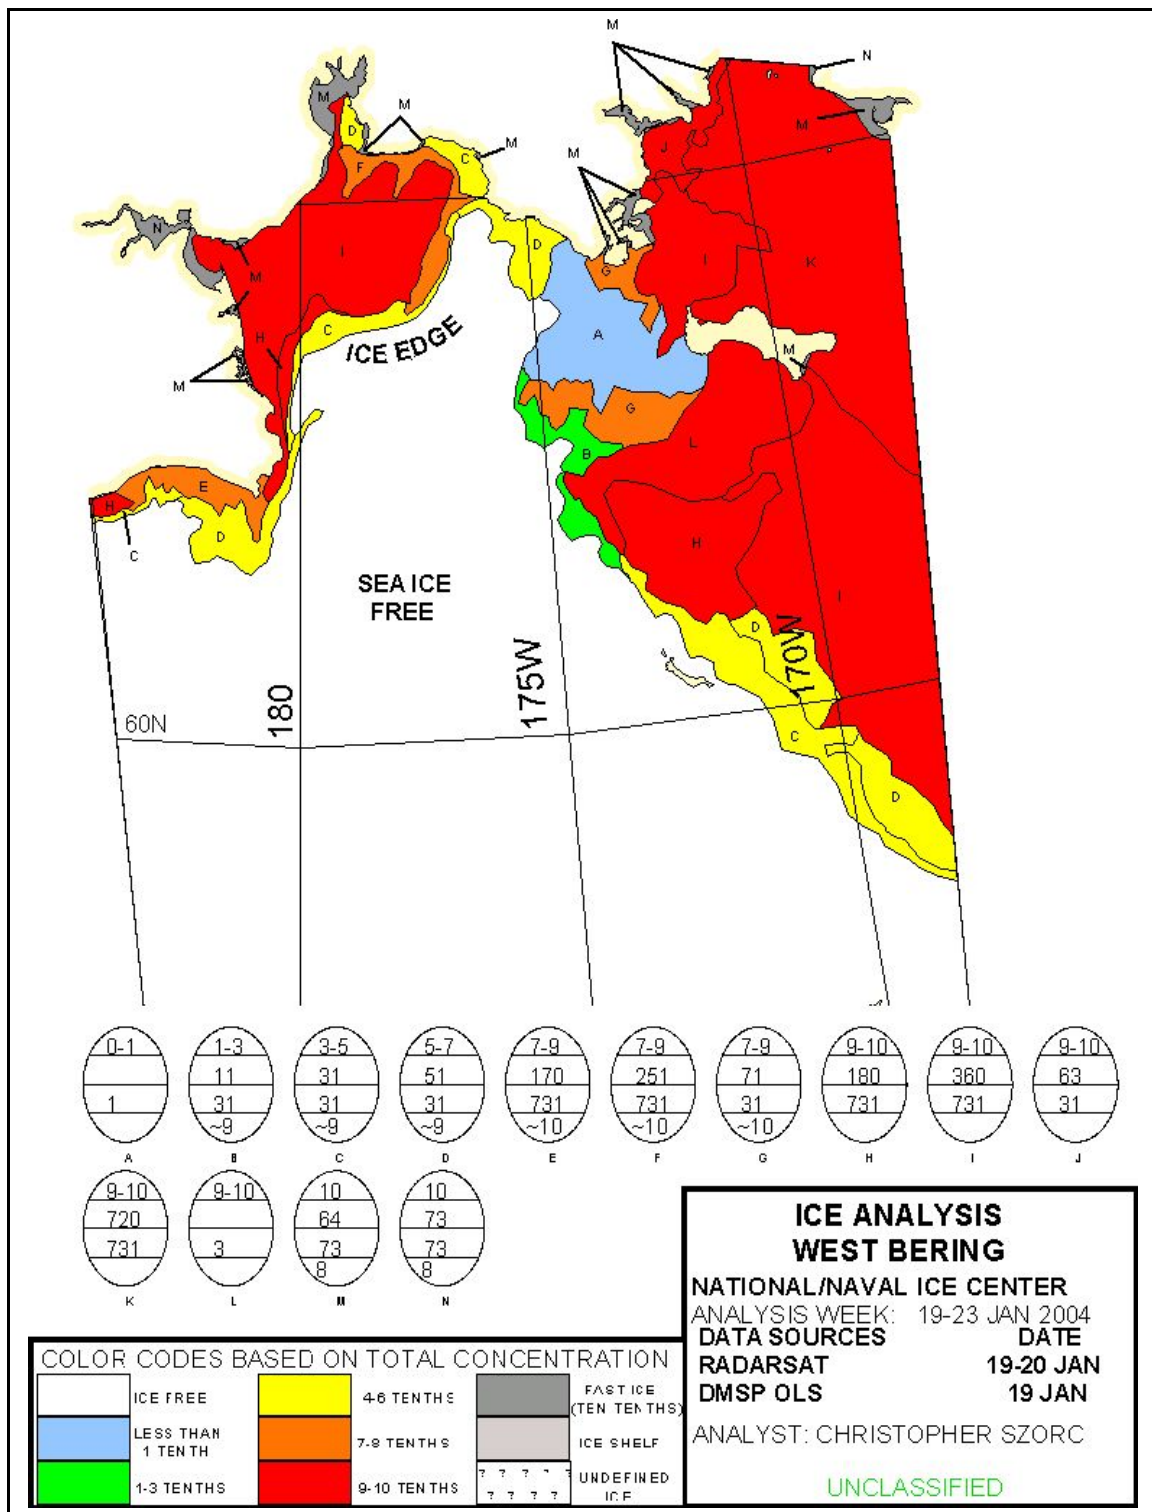 M
N
M
M
D
M
M
C
M
F
J
M
N
D
I
G
I
K
M
A
H
C
ICE EDGE
M
M
G
L
B
E
H
D
C
H
I
SEA ICE
FREE
D
170W
175W
180
60N
C
D
0-1
1
A
1-3
11
31
~9
B
3-5
31
31
~9
C
5-7
51
31
~9
D
7-9
170
731
~10
E
7-9
251
731
~10
F
7-9
71
31
~10
G
9-10
180
731
H
9-10
360
731
I
9-10
63
31
J
9-10
720
731
K
9-10
3
L
10
64
73
8
M
10
73
73
8
N
ICE ANALYSIS
WEST BERING
NATIONAL/NAVAL ICE CENTER
ANALYSIS WEEK: 19-23 JAN 2004
DATA SOURCES DATE
RADARSAT 19-20 JAN
DMSP OLS 19 JAN
ANALYST: CHRISTOPHER SZORC
UNCLASSIFIED
COLOR CODES BASED ON TOTAL CONCENTRATION
ICE FREE
LESS THAN
1 TENTH
1-3 TENTHS
4-6 TENTHS
7-8 TENTHS
9-10 TENTHS
FAST ICE
(TEN TENTHS)
ICE SHELF
? ? ? ? ?
? ? ? ?
UNDEFINED
ICE